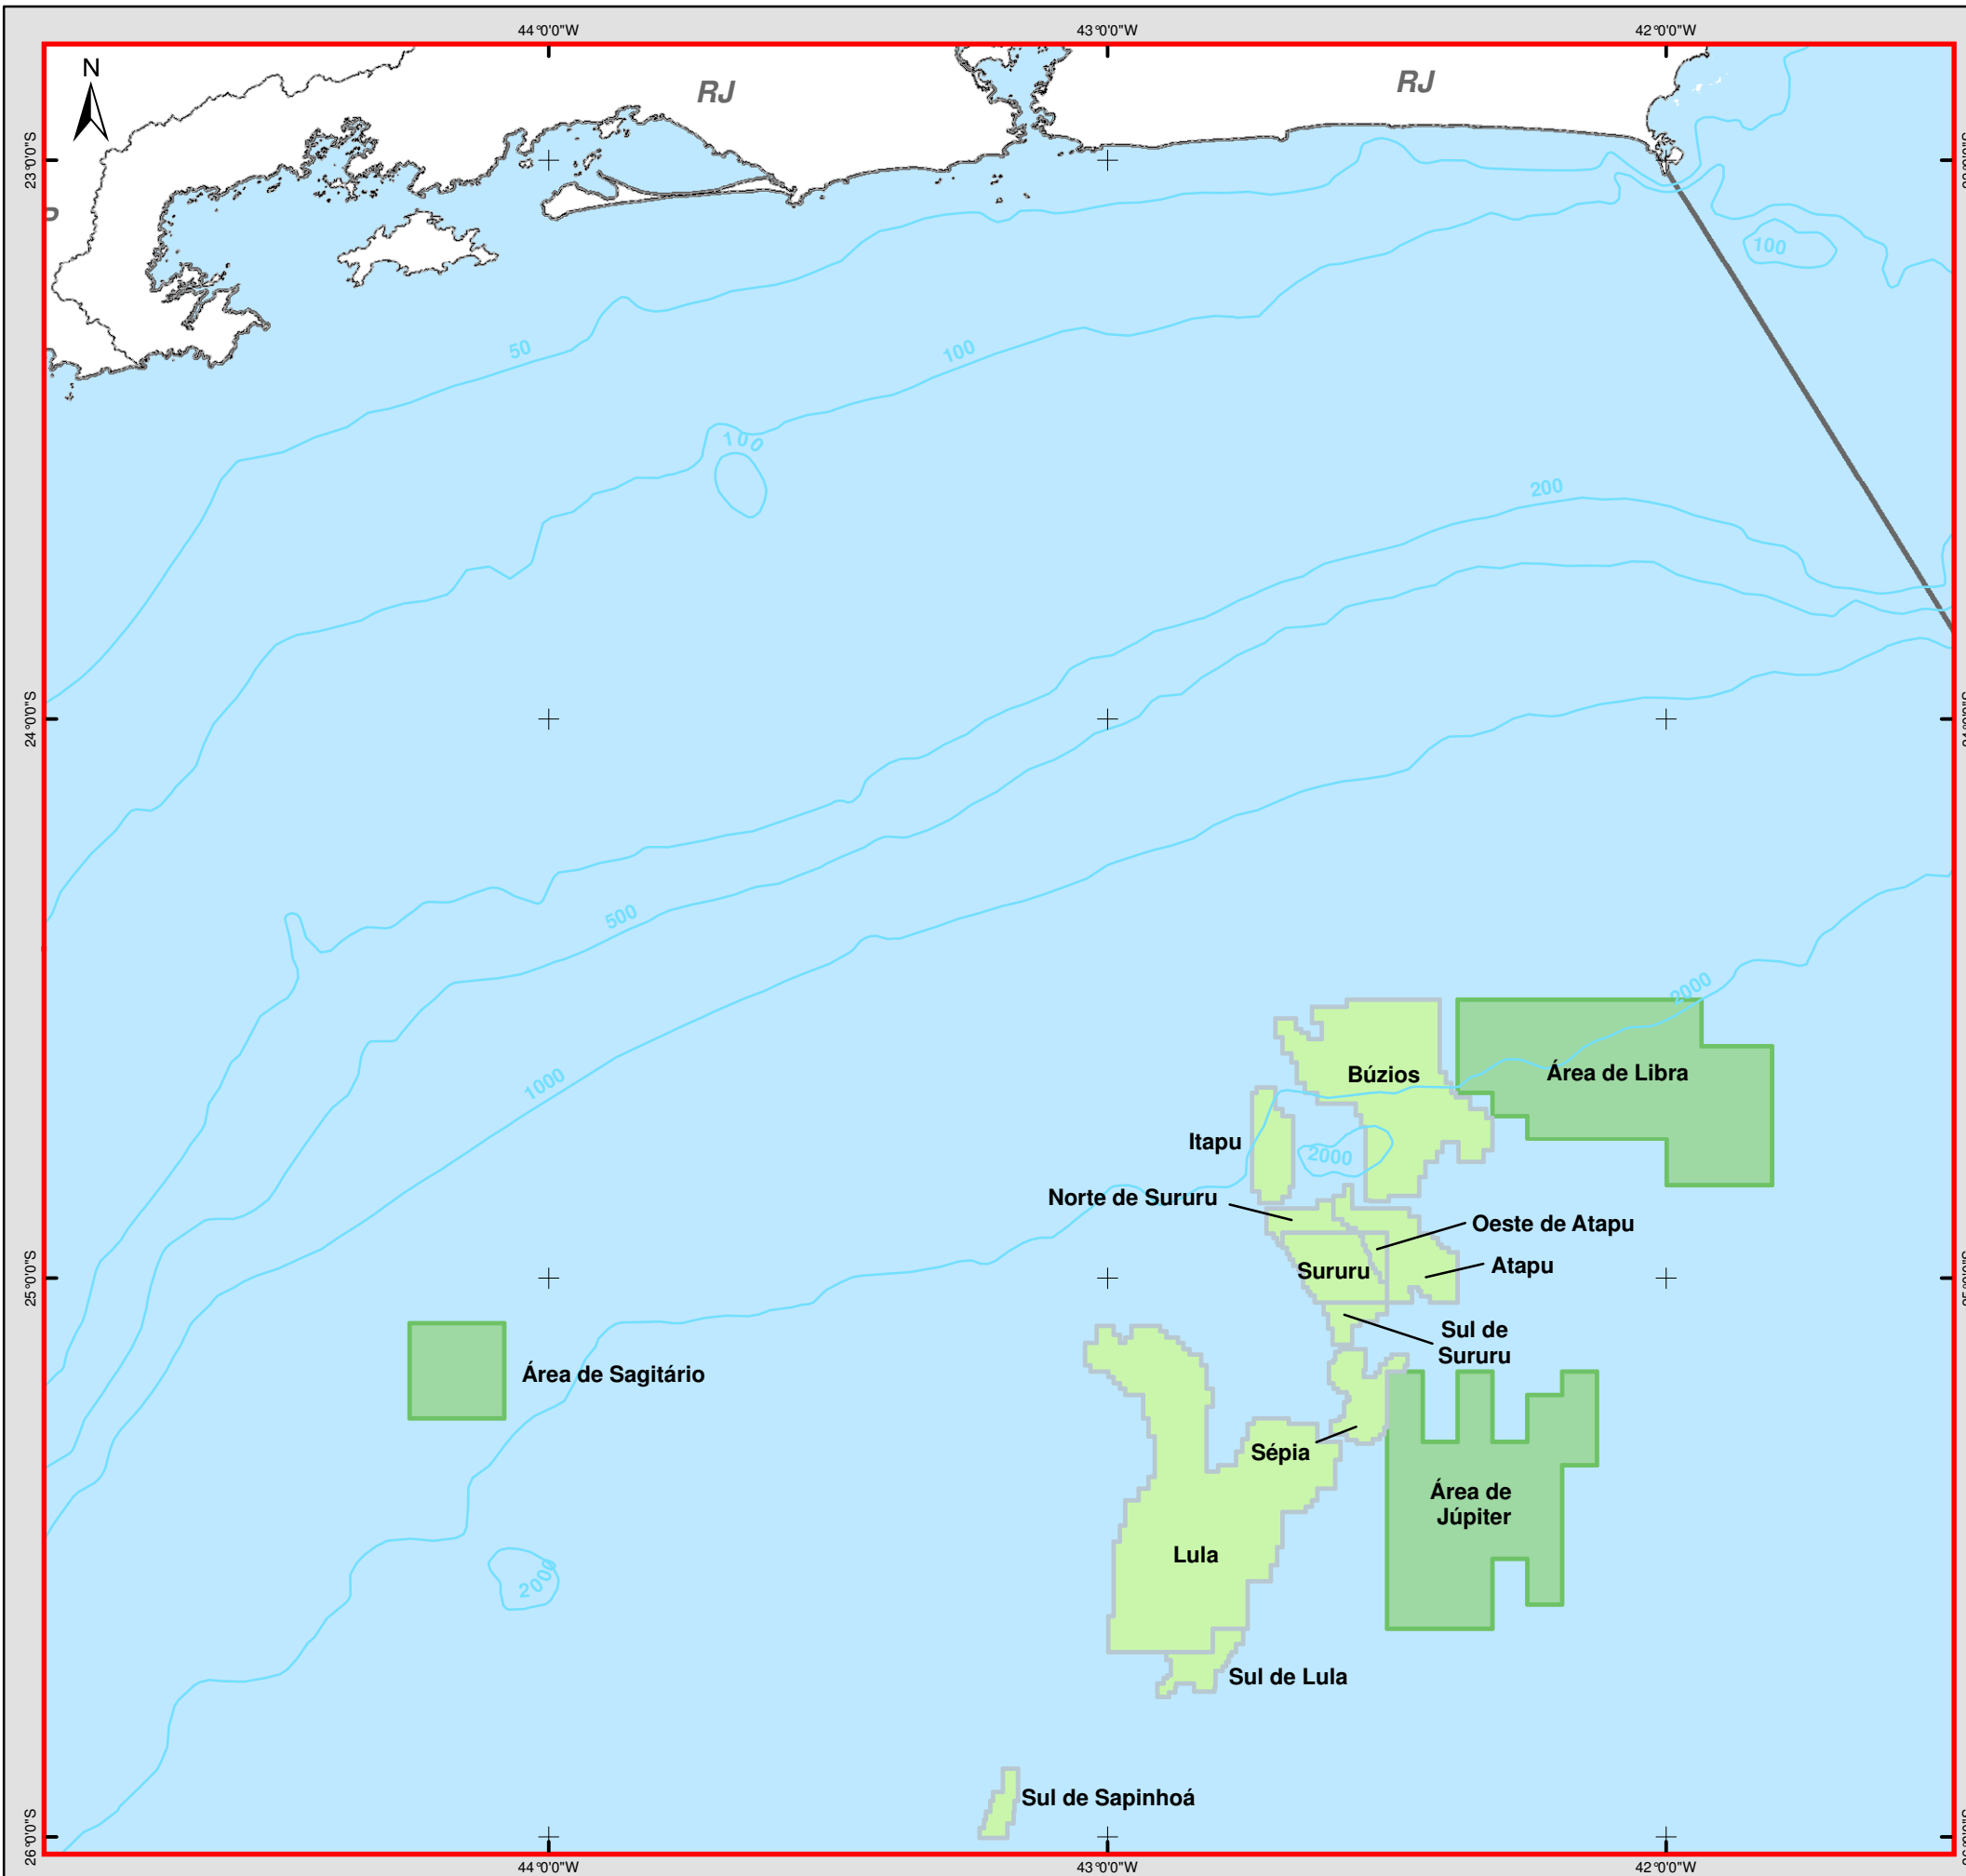 44°0'0"W
43°0'0"W
42°0'0"W
N
RJ
RJ
23°0'0"S
100
50
100
100
200
24°0'0"S
500
2000
1000
Búzios
Área de Libra
Itapu
2000
Norte de Sururu
Oeste de Atapu
Atapu
Sururu
25°0'0"S
Sul de
Sururu
Área de Sagitário
Sépia
Área de
Júpiter
Lula
2000
Sul de Lula
Sul de Sapinhoá
26°0'0"S
44°0'0"W
43°0'0"W
42°0'0"W